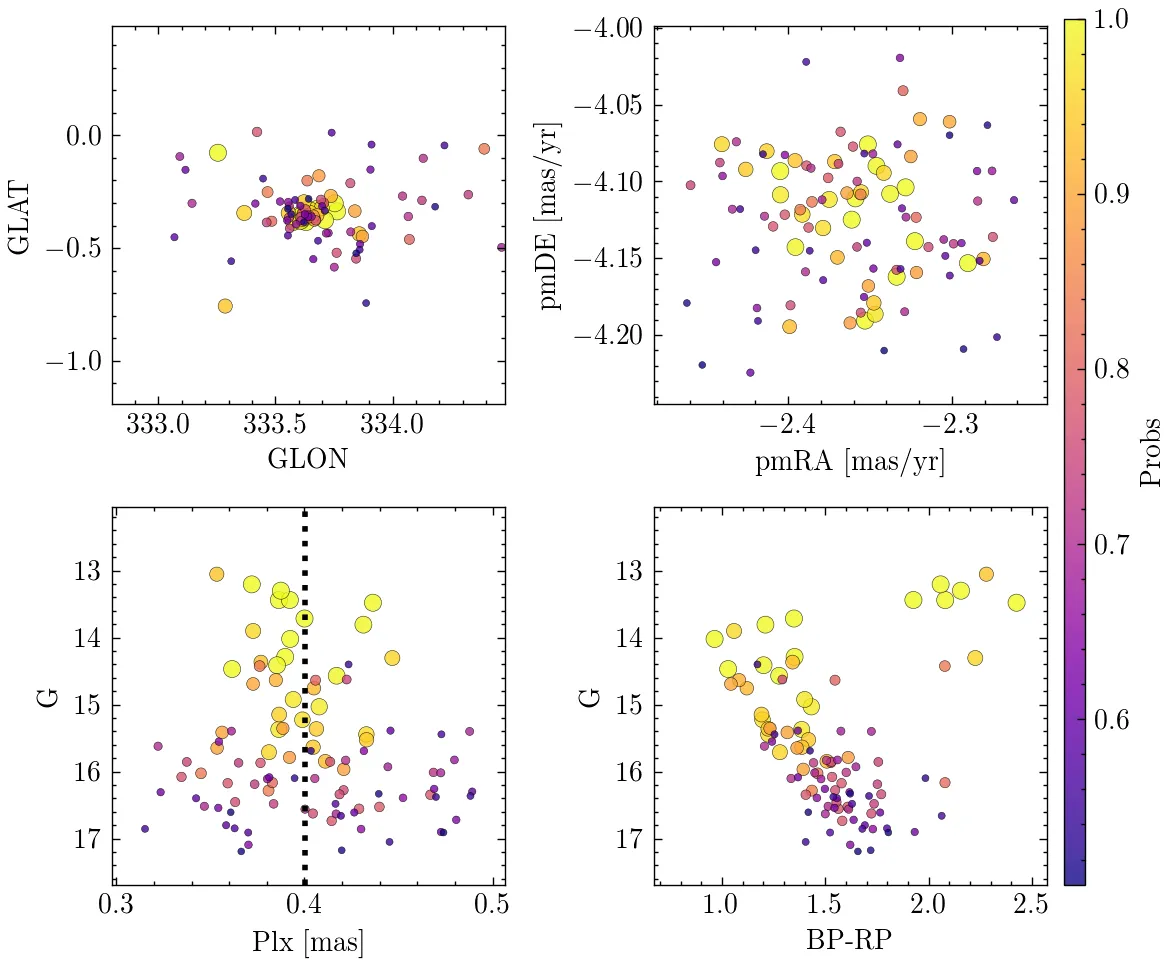 GLAT
0.0
−0.5
−1.0
333.0 333.5 334.0
GLON
pmDE [mas/yr]
−4.00
−4.05
−4.10
−4.15
−4.20
−2.4 −2.3
pmRA [mas/yr]
G
13
14
15
16
17
0.3 0.4 0.5
Plx [mas]
G
13
14
15
16
17
1.0 1.5 2.0 2.5
BP-RP
1.0
0.9
0.8
0.7
0.6
Probs